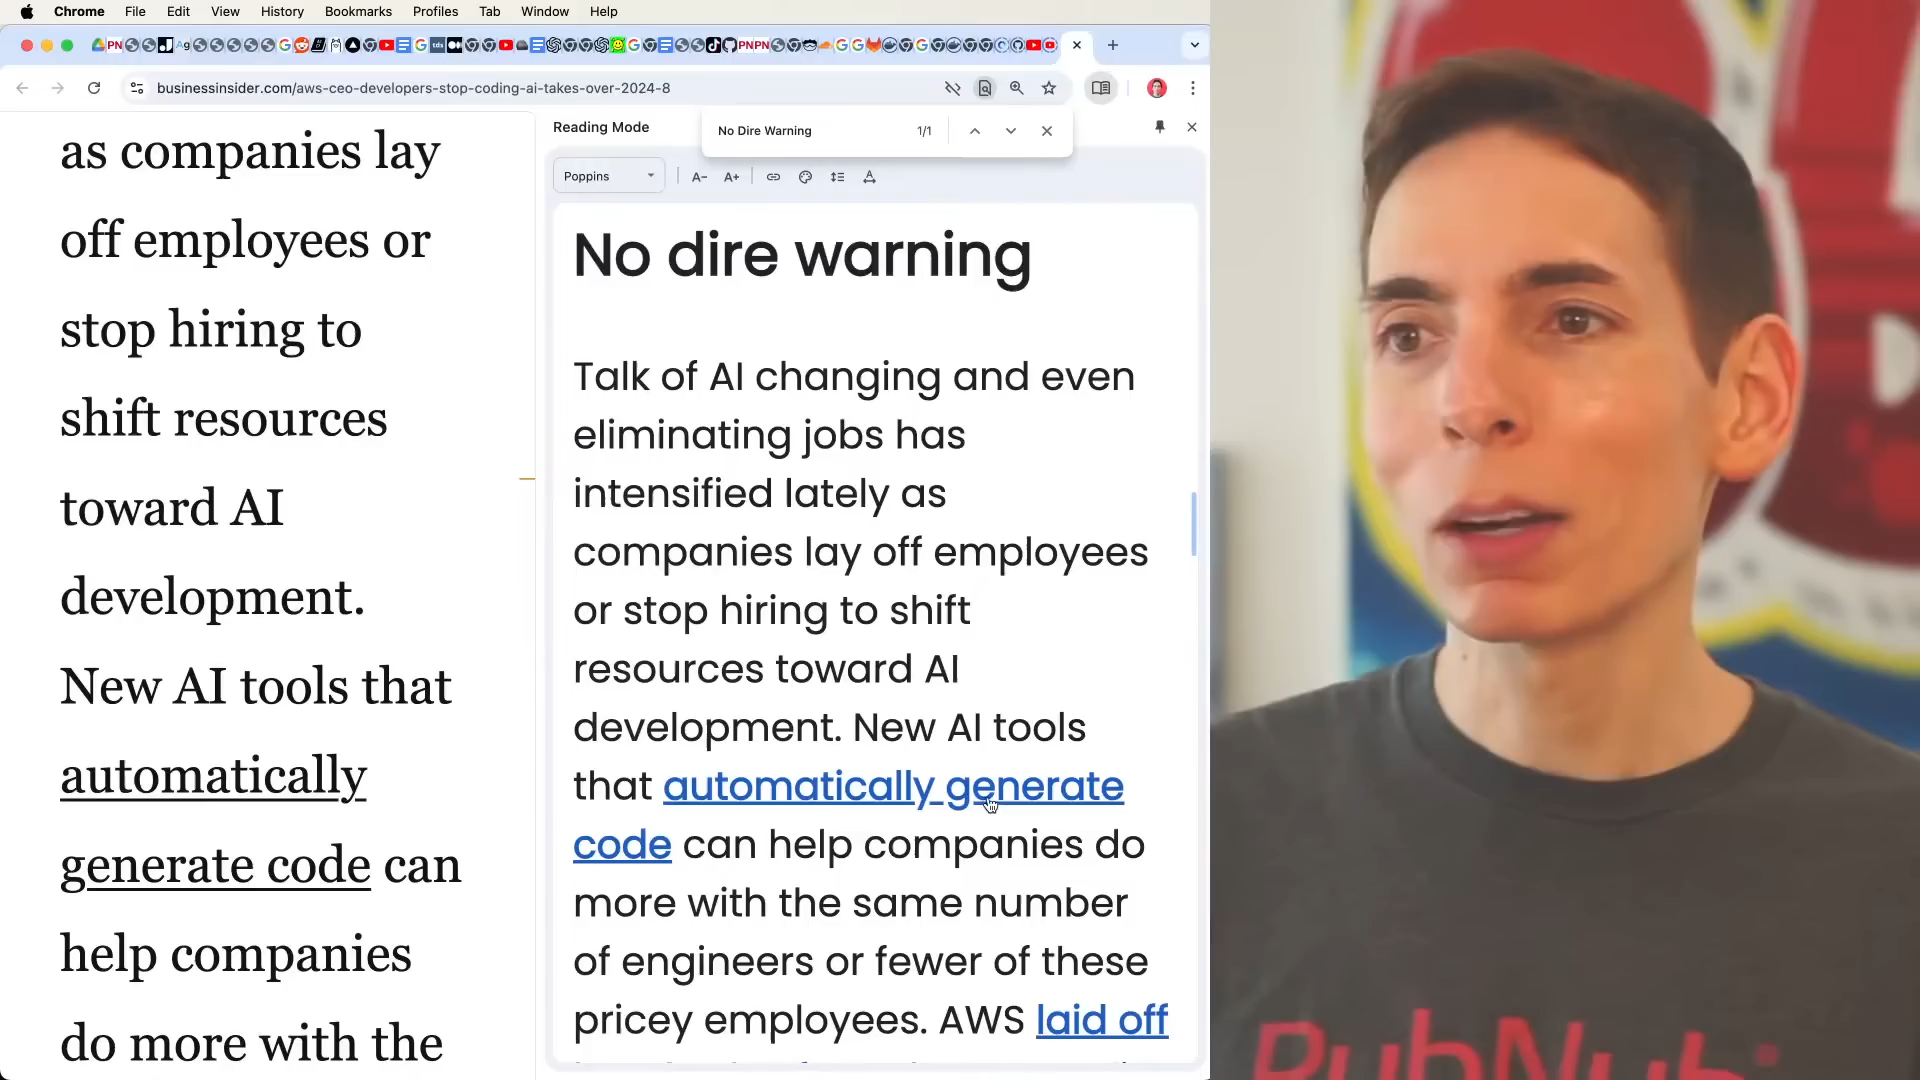 Chrome File Edit View History Bookmarks Profiles Tab Window Help
businessinsider.com/aws-ceo-developers-stop-coding-ai-takes-over-2024-8
No Dire Warning 1/1
Reading Mode
Poppins
as companies lay
off employees or
stop hiring to
shift resources
toward AI
development.
New AI tools that
automatically
generate code can
help companies
do more with the
No dire warning
Talk of AI changing and even
eliminating jobs has
intensified lately as
companies lay off employees
or stop hiring to shift
resources toward AI
development. New AI tools
that automatically generate
code can help companies do
more with the same number
of engineers or fewer of these
pricey employees. AWS laid off
PubNub